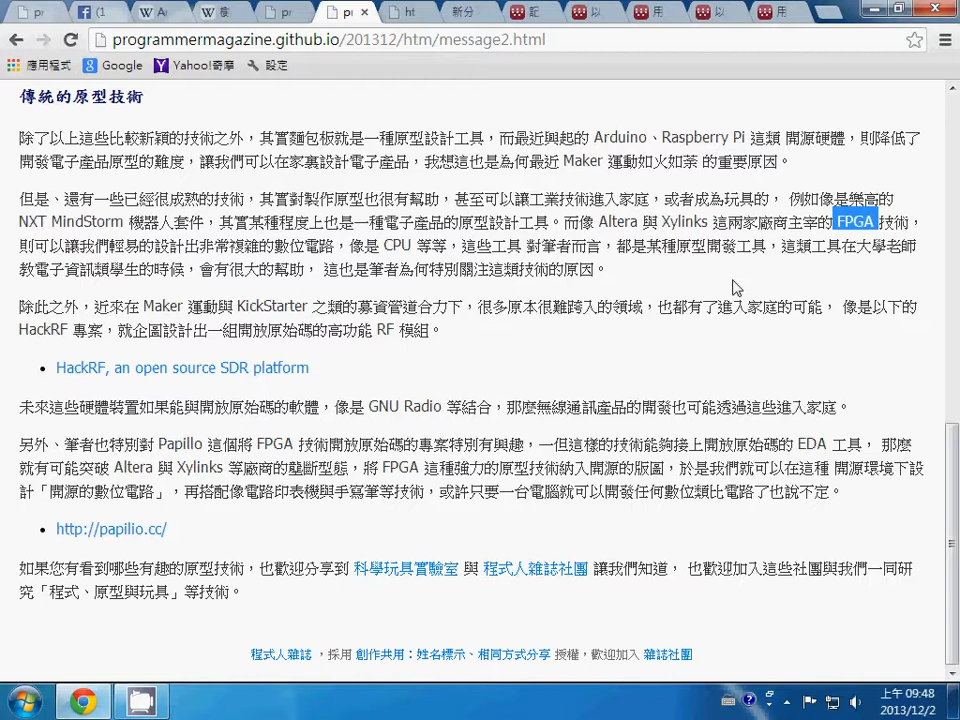 pr
(1
Ar
維
pr
pr
ht
新分
記
以
用
以
用
programmermagazine.github.io/201312/htm/message2.html
應用程式 Google Yahoo!奇摩 設定
傳統的原型技術
除了以上這些比較新穎的技術之外，其實麵包板就是一種原型設計工具，而最近興起的 Arduino、Raspberry Pi 這類 開源硬體，則降低了
開發電子產品原型的難度，讓我們可以在家裏設計電子產品，我想這也是為何最近 Maker 運動如火如荼 的重要原因。
但是、還有一些已經很成熟的技術，其實對製作原型也很有幫助，甚至可以讓工業技術進入家庭，或者成為玩具的， 例如像是樂高的
NXT MindStorm 機器人套件，其實某種程度上也是一種電子產品的原型設計工具。而像 Altera 與 Xylinks 這兩家廠商主宰的 FPGA 技術，
則可以讓我們輕易的設計出非常複雜的數位電路，像是 CPU 等等，這些工具 對筆者而言，都是某種原型開發工具，這類工具在大學老師
教電子資訊類學生的時候，會有很大的幫助， 這也是筆者為何特別關注這類技術的原因。
除此之外，近來在 Maker 運動與 KickStarter 之類的募資管道合力下，很多原本很難跨入的領域，也都有了進入家庭的可能， 像是以下的
HackRF 專案，就企圖設計出一組開放原始碼的高功能 RF 模組。
• HackRF, an open source SDR platform
未來這些硬體裝置如果能與開放原始碼的軟體，像是 GNU Radio 等結合，那麼無線通訊產品的開發也可能透過這些進入家庭。
另外、筆者也特別對 Papillo 這個將 FPGA 技術開放原始碼的專案特別有興趣，一但這樣的技術能夠接上開放原始碼的 EDA 工具， 那麼
就有可能突破 Altera 與 Xylinks 等廠商的壟斷型態，將 FPGA 這種強力的原型技術納入開源的版圖，於是我們就可以在這種 開源環境下設
計「開源的數位電路」，再搭配像電路印表機與手寫筆等技術，或許只要一台電腦就可以開發任何數位類比電路了也說不定。
• http://papilio.cc/
如果您有看到哪些有趣的原型技術，也歡迎分享到 科學玩具實驗室 與 程式人雜誌社團 讓我們知道， 也歡迎加入這些社團與我們一同研
究「程式、原型與玩具」等技術。
程式人雜誌 ，採用 創作共用：姓名標示、相同方式分享 授權，歡迎加入 雜誌社團
上午 09:48
2013/12/2